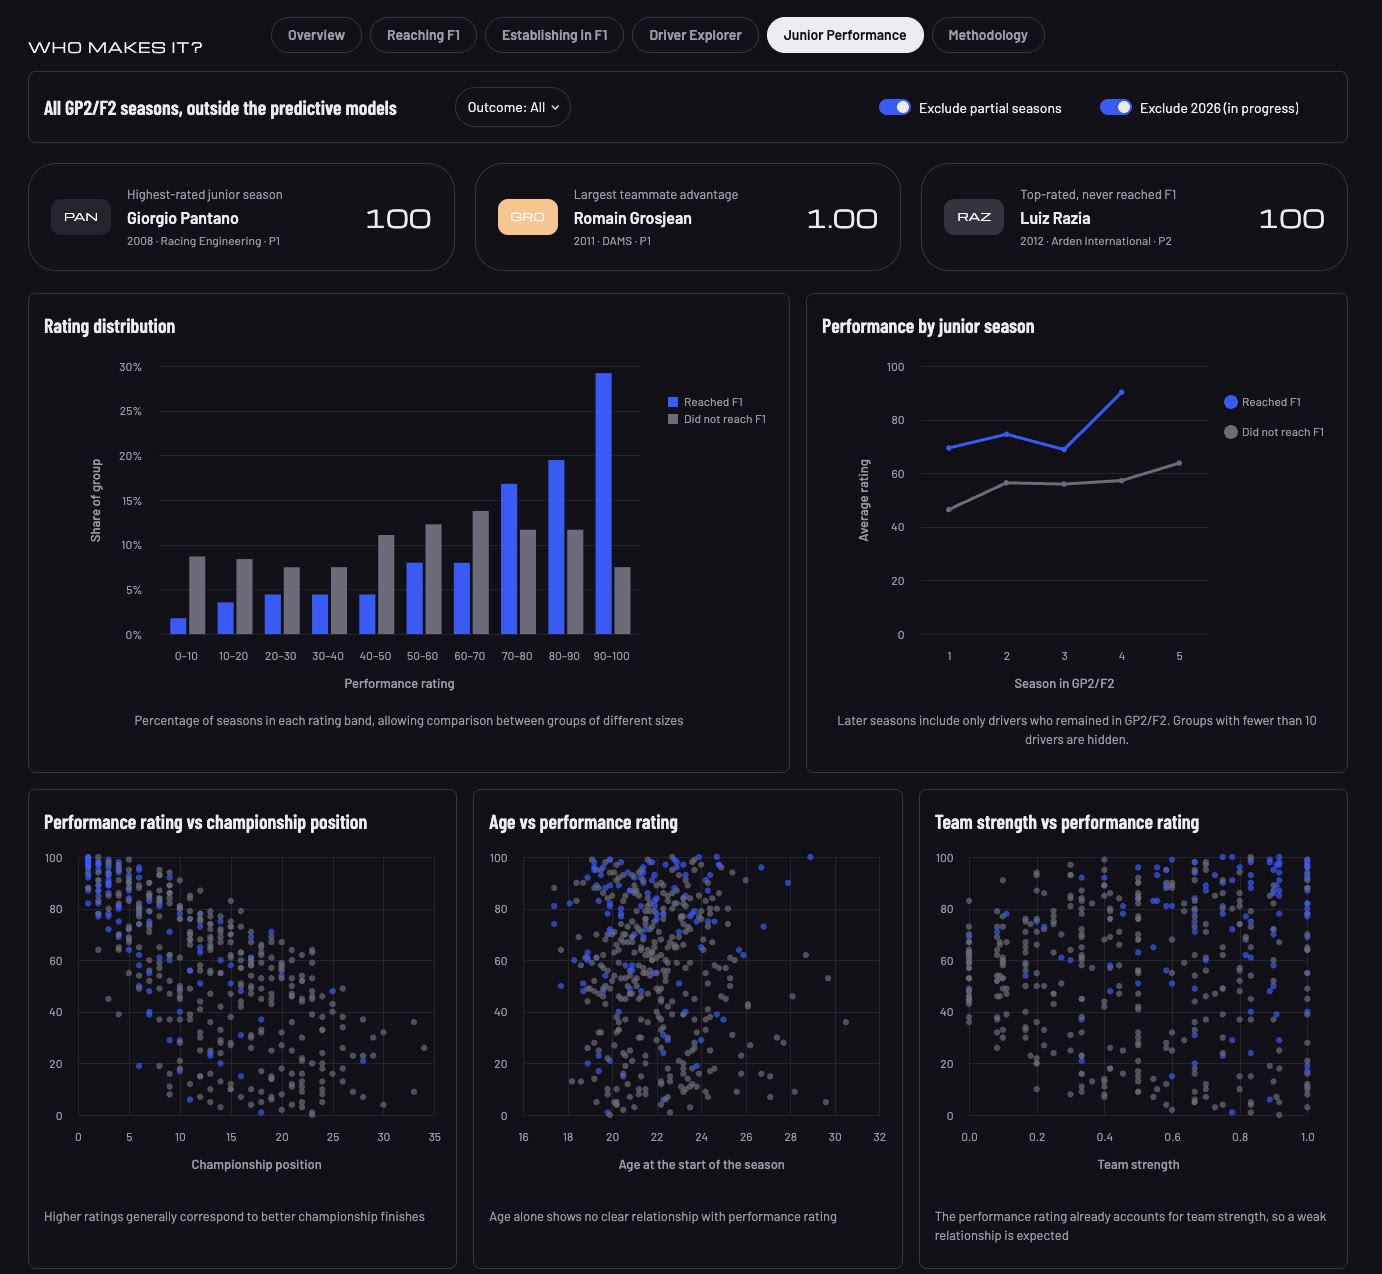 WHO MAKES IT?
Overview
Reaching F1
Establishing in F1
Driver Explorer
Junior Performance
Methodology
All GP2/F2 seasons, outside the predictive models
Outcome: All
Exclude partial seasons
Exclude 2026 (in progress)
PAN
Highest-rated junior season
Giorgio Pantano
2008 · Racing Engineering · P1
100
GRO
Largest teammate advantage
Romain Grosjean
2011 · DAMS · P1
1.00
RAZ
Top-rated, never reached F1
Luiz Razia
2012 · Arden International · P2
100
Rating distribution
30%
25%
20%
15%
10%
5%
0%
Share of group
0-10 10-20 20-30 30-40 40-50 50-60 60-70 70-80 80-90 90-100
Performance rating
Reached F1
Did not reach F1
Percentage of seasons in each rating band, allowing comparison between groups of different sizes
Performance by junior season
100
80
60
40
20
0
Average rating
1 2 3 4 5
Season in GP2/F2
Reached F1
Did not reach F1
Later seasons include only drivers who remained in GP2/F2. Groups with fewer than 10
drivers are hidden.
Performance rating vs championship position
100
80
60
40
20
0
0 5 10 15 20 25 30 35
Championship position
Higher ratings generally correspond to better championship finishes
Age vs performance rating
100
80
60
40
20
0
16 18 20 22 24 26 28 30 32
Age at the start of the season
Age alone shows no clear relationship with performance rating
Team strength vs performance rating
100
80
60
40
20
0
0.0 0.2 0.4 0.6 0.8 1.0
Team strength
The performance rating already accounts for team strength, so a weak
relationship is expected